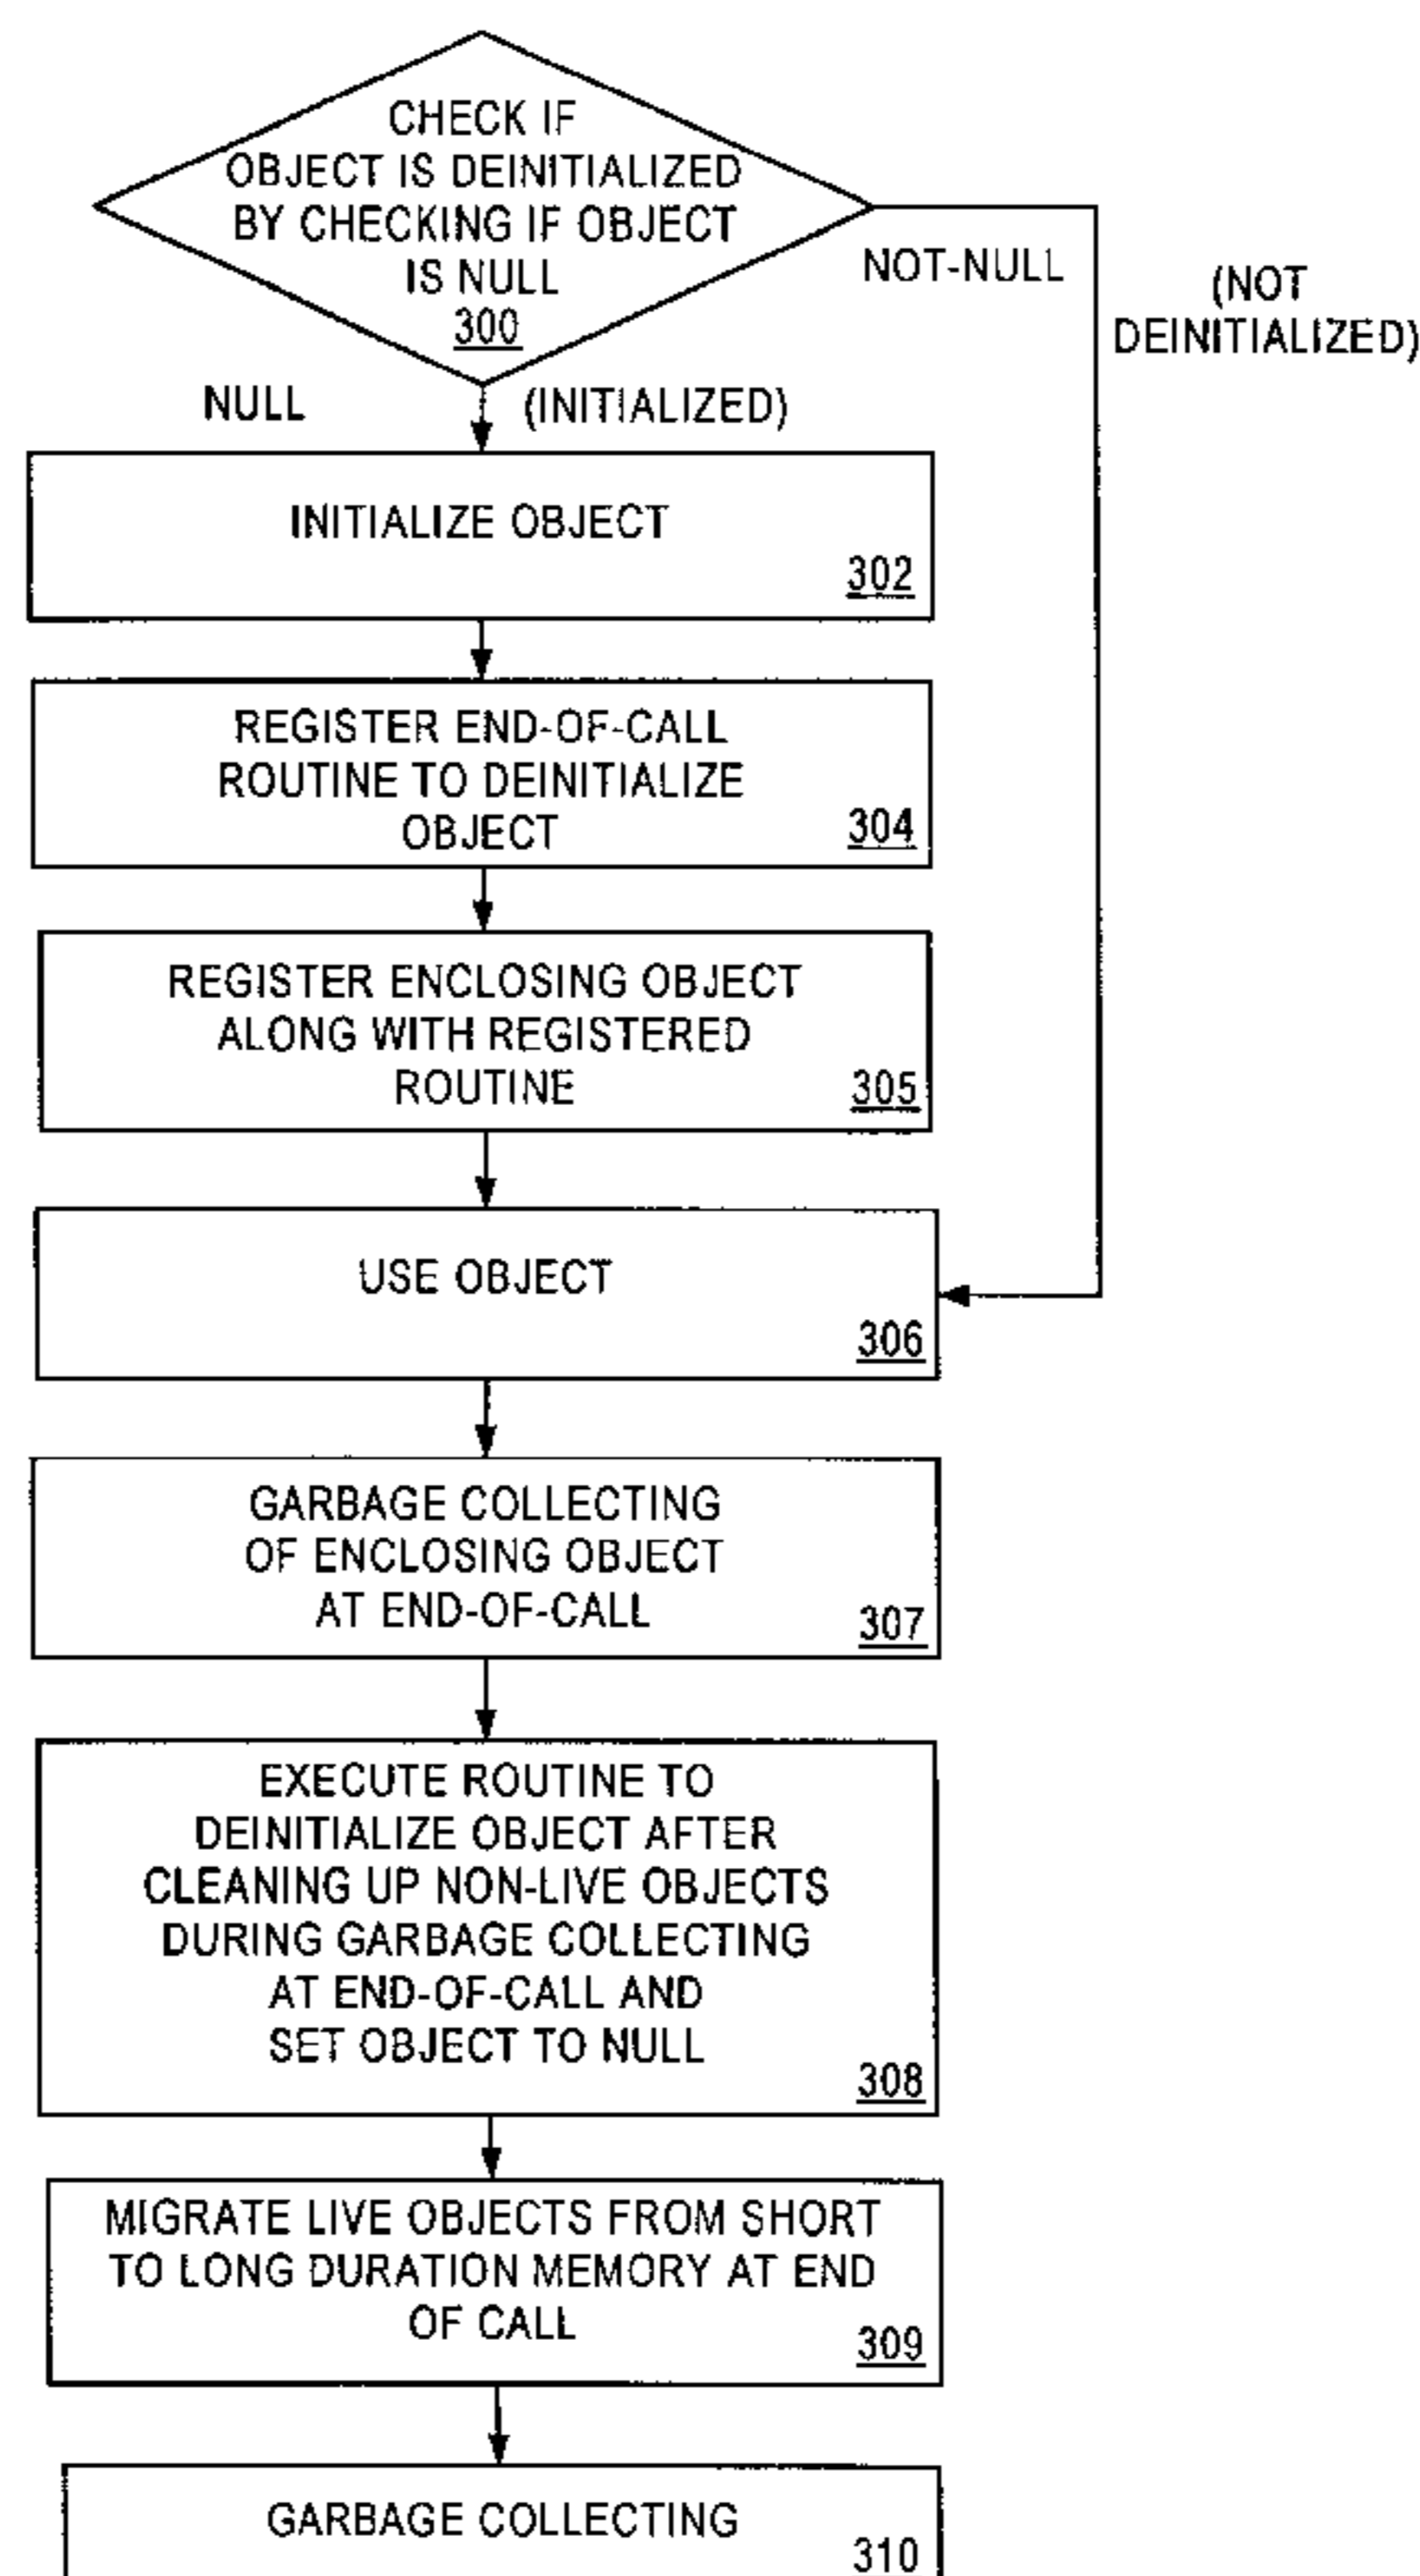 CHECK IF
OBJECT IS DEINITIALIZED
BY CHECKING IF OBJECT
IS NULL
300
NOT-NULL
(NOT
DEINITIALIZED)
NULL
(INITIALIZED)
INITIALIZE OBJECT
302
REGISTER END-OF-CALL
ROUTINE TO DEINITIALIZE
OBJECT
304
REGISTER ENCLOSING OBJECT
ALONG WITH REGISTERED
ROUTINE
305
USE OBJECT
306
GARBAGE COLLECTING
OF ENCLOSING OBJECT
AT END-OF-CALL
307
EXECUTE ROUTINE TO
DEINITIALIZE OBJECT AFTER
CLEANING UP NON-LIVE OBJECTS
DURING GARBAGE COLLECTING
AT END-OF-CALL AND
SET OBJECT TO NULL
308
MIGRATE LIVE OBJECTS FROM SHORT
TO LONG DURATION MEMORY AT END
OF CALL
309
GARBAGE COLLECTING
310